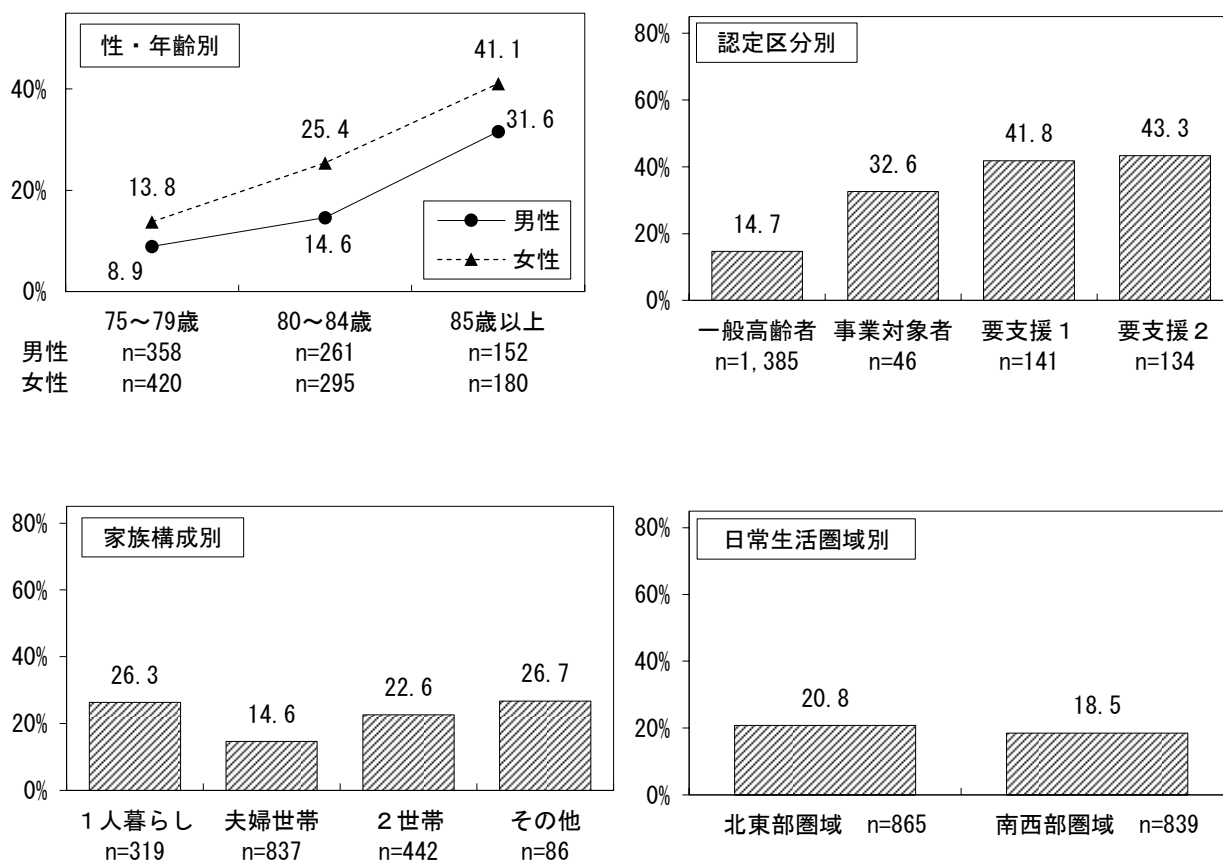 性・年齢別
41.1
40%
25.4
31.6
20%
13.8
男性
14.6
女性
8.9
0%
75～79歳 80～84歳 85歳以上
男性 n=358 n=261 n=152
女性 n=420 n=295 n=180
80%
認定区分別
60%
41.8 43.3
40%
32.6
20%
14.7
0%
一般高齢者 事業対象者 要支援１ 要支援２
n=1,385 n=46 n=141 n=134
80%
家族構成別
60%
40%
26.3 22.6 26.7
20%
14.6
0%
１人暮らし 夫婦世帯 ２世帯 その他
n=319 n=837 n=442 n=86
80%
日常生活圏域別
60%
40%
20.8 18.5
20%
0%
北東部圏域 n=865 南西部圏域 n=839